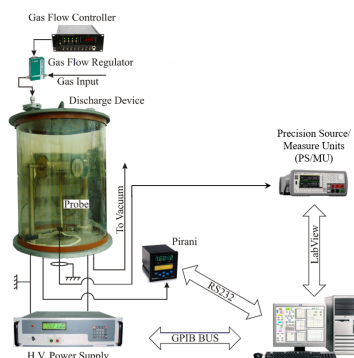 Gas Flow Controller
Gas Flow Regulator
Gas Input
Discharge Device
Precision Source/
Measure Units
(PS/MU)
Probe
To Vacuum
Pirani
LabView
RS232
GPIB BUS
H.V. Power Supply